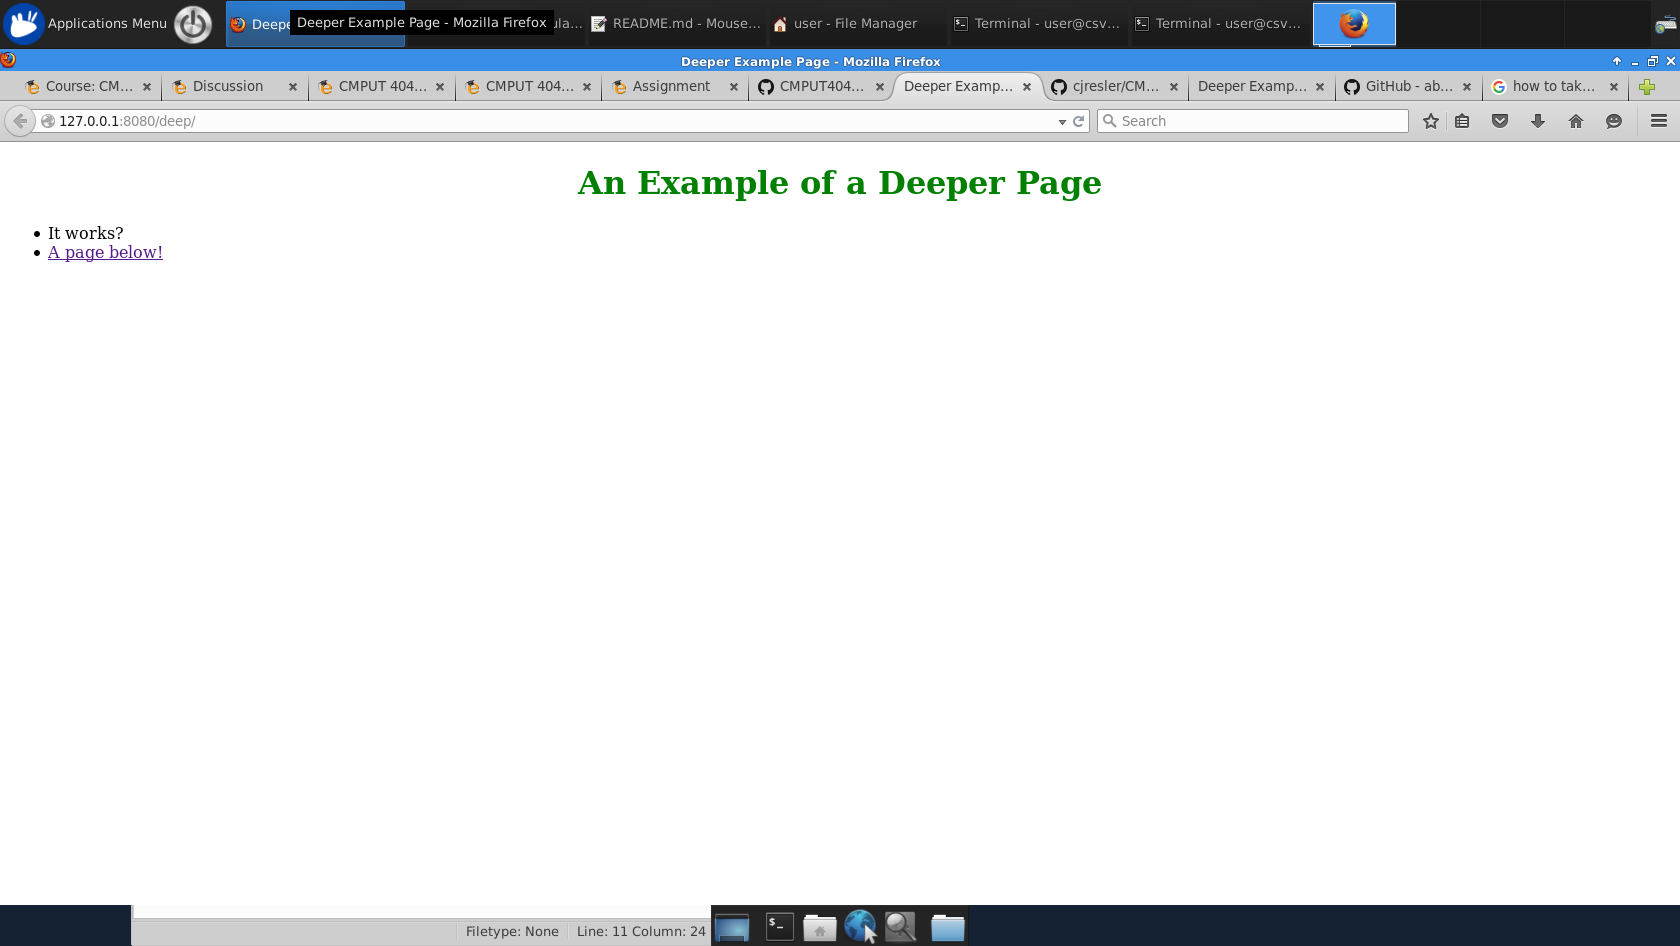 Applications Menu
Deepe
Deeper Example Page - Mozilla Firefox
ula...
README.md - Mouse...
user - File Manager
Terminal - user@csv...
Terminal - user@csv...
Deeper Example Page - Mozilla Firefox
Course: CM...
Discussion
CMPUT 404...
CMPUT 404...
Assignment
CMPUT404...
Deeper Examp...
cjresler/CM...
Deeper Examp...
GitHub - ab...
how to tak...
127.0.0.1:8080/deep/
Search
An Example of a Deeper Page
It works?
A page below!
$_
Filetype: None
Line: 11 Column: 24